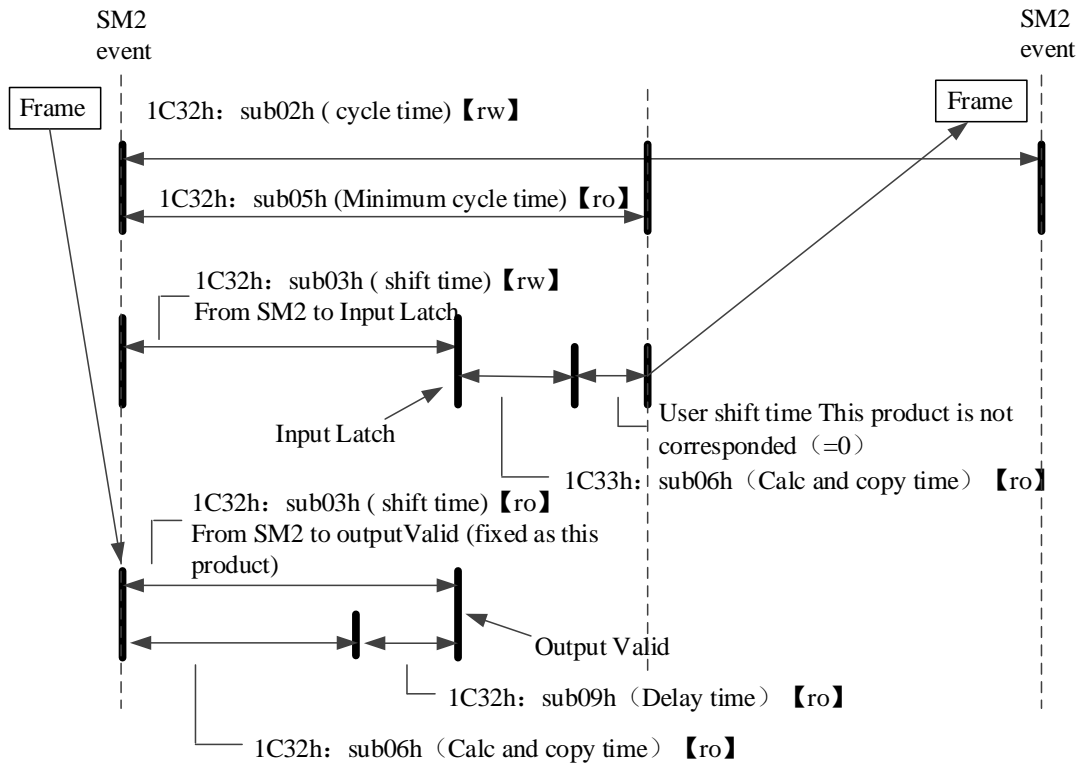 SM2
event
SM2
event
Frame
Frame
1C32h：sub02h ( cycle time)【rw】
1C32h：sub05h (Minimum cycle time)【ro】
1C32h：sub03h ( shift time)【rw】
From SM2 to Input Latch
Input Latch
User shift time This product is not
corresponded（=0）
1C33h：sub06h（Calc and copy time）【ro】
1C32h：sub03h ( shift time)【ro】
From SM2 to outputValid (fixed as this
product)
Output Valid
1C32h：sub09h（Delay time）【ro】
1C32h：sub06h（Calc and copy time）【ro】